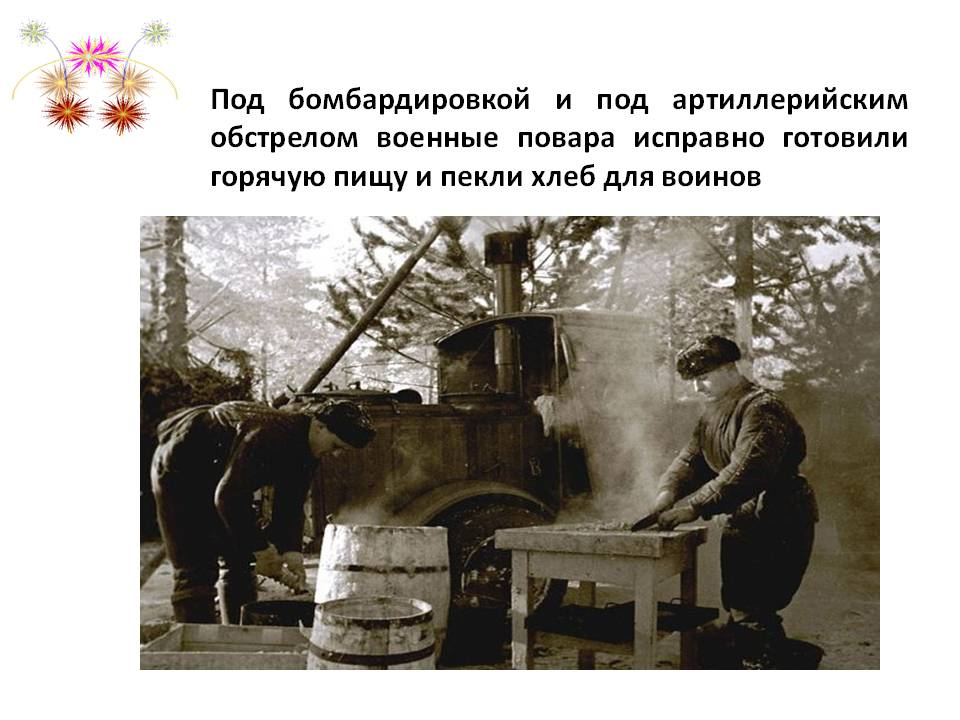 Под бомбардировкой и под артиллерийским
обстрелом военные повара исправно готовили
горячую пищу и пекли хлеб для воинов